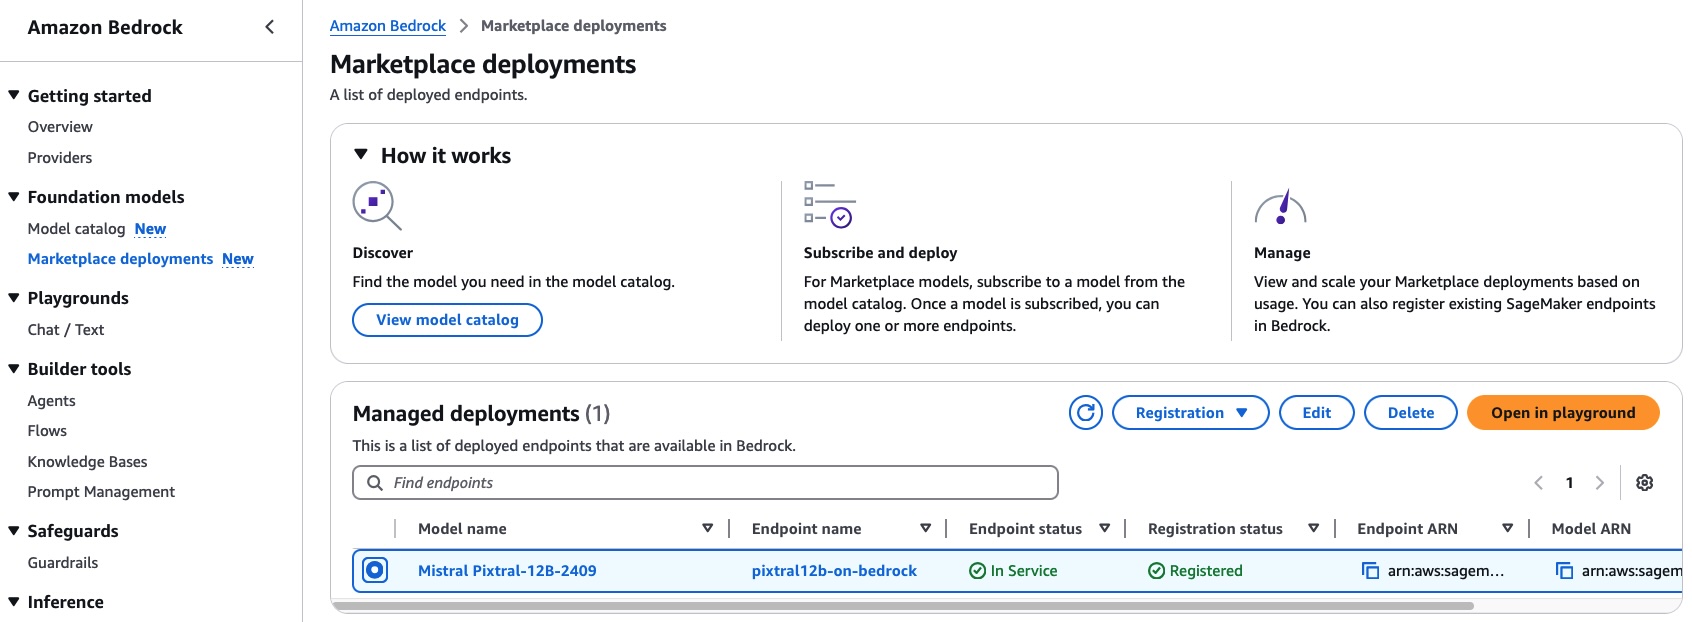 Amazon Bedrock
Getting started
Overview
Providers
Foundation models
Model catalog New
Marketplace deployments New
Playgrounds
Chat / Text
Builder tools
Agents
Flows
Knowledge Bases
Prompt Management
Safeguards
Guardrails
Inference
Amazon Bedrock > Marketplace deployments
Marketplace deployments
A list of deployed endpoints.
How it works
Discover
Find the model you need in the model catalog.
View model catalog
Subscribe and deploy
For Marketplace models, subscribe to a model from the
model catalog. Once a model is subscribed, you can
deploy one or more endpoints.
Manage
View and scale your Marketplace deployments based on
usage. You can also register existing SageMaker endpoints
in Bedrock.
Managed deployments (1)
Registration Edit Delete Open in playground
This is a list of deployed endpoints that are available in Bedrock.
Find endpoints
1
Model name Endpoint name Endpoint status Registration status Endpoint ARN Model ARN
Mistral Pixtral-12B-2409 pixtral12b-on-bedrock In Service Registered arn:aws:sagem... arn:aws:sagem